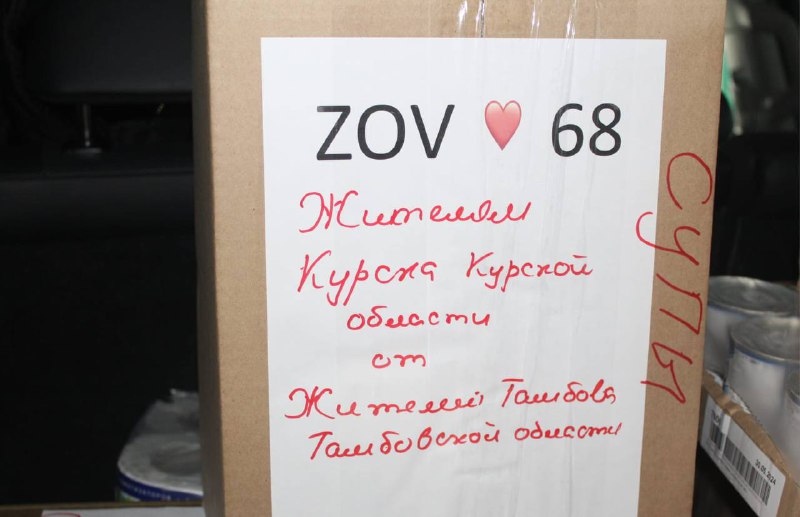 ZOV ❤ 68
Жителям
Курска Курской
области
от
Жителей Тамбова
Тамбовской области
СУПЫ